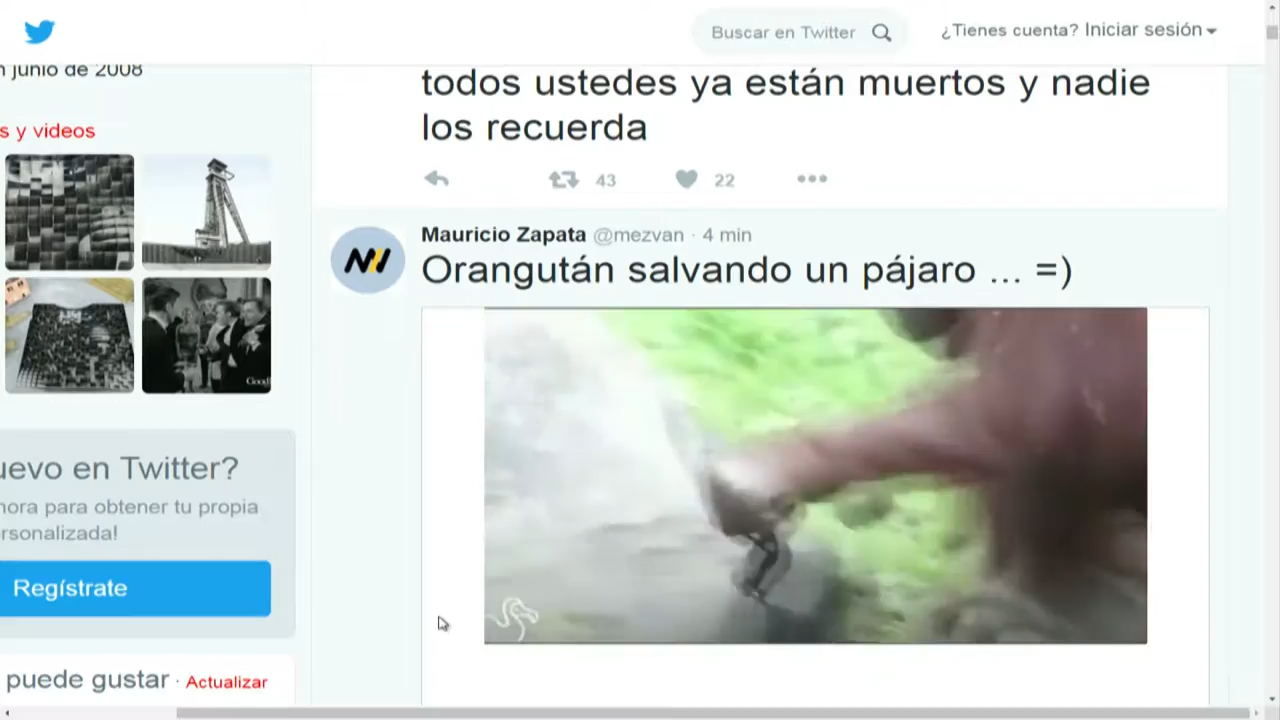 Buscar en Twitter
¿Tienes cuenta? Iniciar sesión
junio de 2008
s y videos
Good
uevo en Twitter?
hora para obtener tu propia
rsonalizada!
Regístrate
puede gustar · Actualizar
todos ustedes ya están muertos y nadie
los recuerda
43
22
Mauricio Zapata @mezvan · 4 min
Orangután salvando un pájaro ... =)